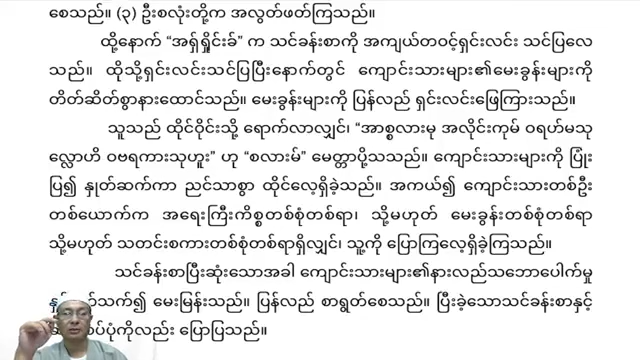 စေသည်။ (၃) ဦးစလုံးတို့က အလွတ်ဖတ်ကြသည်။
ထို့နောက် “အရှ်ရှိုင်းခ်” က သင်ခန်းစာကို အကျယ်တဝင့်ရှင်းလင်း သင်ပြလေ
သည်။ ထိုသို့ရှင်းလင်းသင်ပြပြီးနောက်တွင် ကျောင်းသားများ၏မေးခွန်းများကို
တိတ်ဆိတ်စွာနားထောင်သည်။ မေးခွန်းများကို ပြန်လည် ရှင်းလင်းဖြေကြားသည်။
သူသည် ထိုင်ဝိုင်းသို့ ရောက်လာလျှင်၊ “အာစ္စလားမု အလိုင်းကုမ် ဝရဟ်မသု
လ္လောဟိ ဝဗရကားသုဟူး” ဟု “စလားမ်” မေတ္တာပို့သသည်။ ကျောင်းသားများကို ပြုံး
ပြ၍ နှုတ်ဆက်ကာ ညင်သာစွာ ထိုင်လေ့ရှိခဲ့သည်။ အကယ်၍ ကျောင်းသားတစ်ဦး
တစ်ယောက်က အရေးကြီးကိစ္စတစ်စုံတစ်ရာ၊ သို့မဟုတ် မေးခွန်းတစ်စုံတစ်ရာ
သို့မဟုတ် သတင်းစကားတစ်စုံတစ်ရာရှိလျှင်၊ သူ့ကို ပြောကြလေ့ရှိခဲ့ကြသည်။
သင်ခန်းစာပြီးဆုံးသောအခါ ကျောင်းသားများ၏နားလည်သဘောပေါက်မှု
မေးမြန်းသည်။ ပြန်လည် စာရွတ်စေသည်။ ပြီးခဲ့သောသင်ခန်းစာနှင့်
ပြောပြသည်။